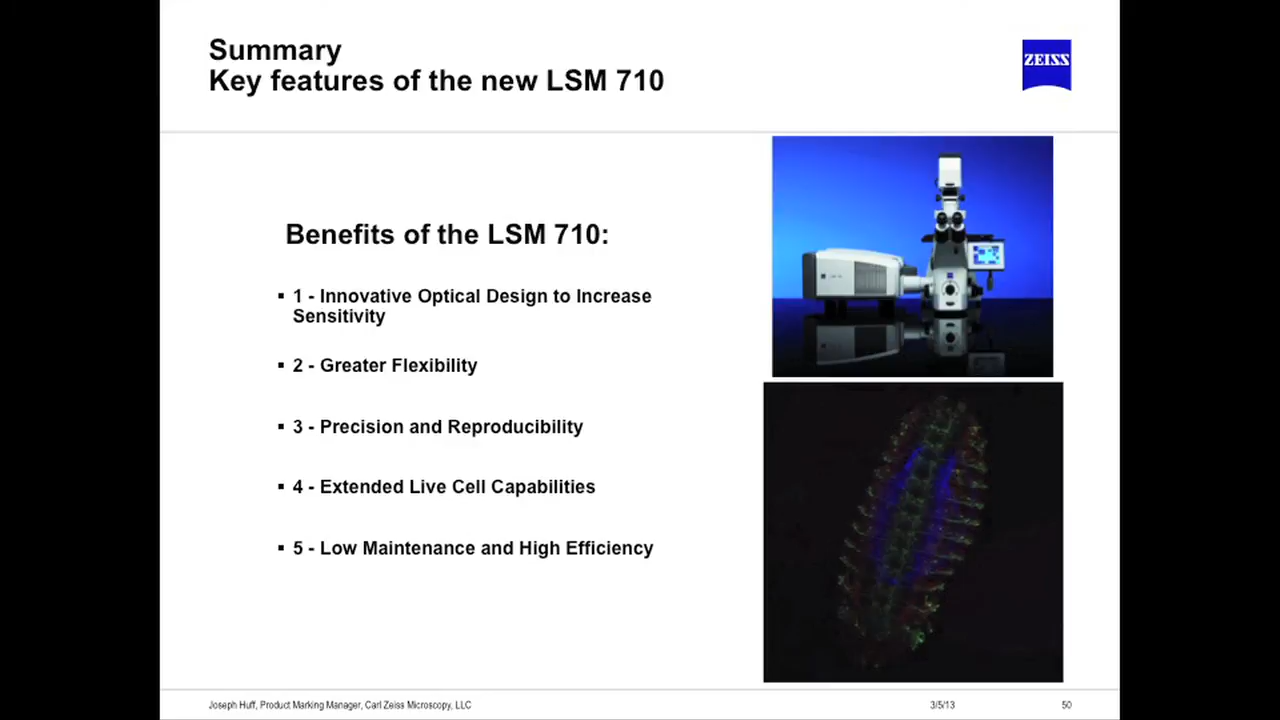 Summary
Key features of the new LSM 710
ZEISS
Benefits of the LSM 710:
▪ 1 - Innovative Optical Design to Increase
Sensitivity
▪ 2 - Greater Flexibility
▪ 3 - Precision and Reproducibility
▪ 4 - Extended Live Cell Capabilities
▪ 5 - Low Maintenance and High Efficiency
Joseph Huff, Product Marking Manager, Carl Zeiss Microscopy, LLC
3/5/13
50